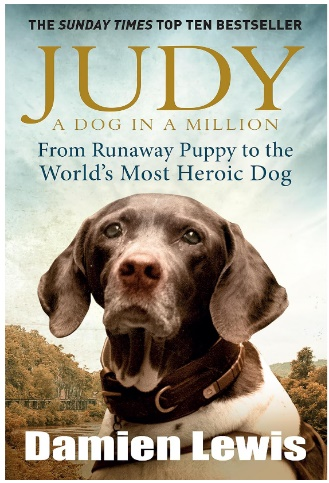 THE SUNDAY TIMES TOP TEN BESTSELLER
JUDY
A DOG IN A MILLION
From Runaway Puppy to the
World's Most Heroic Dog
Damien Lewis